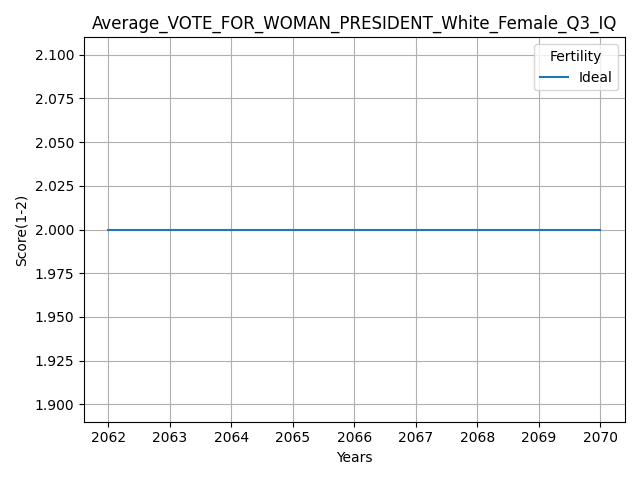 Average_VOTE_FOR_WOMAN_PRESIDENT_White_Female_Q3_IQ
Fertility
Ideal
2.100
2.075
2.050
2.025
2.000
1.975
1.950
1.925
1.900
Score(1-2)
2062 2063 2064 2065 2066 2067 2068 2069 2070
Years